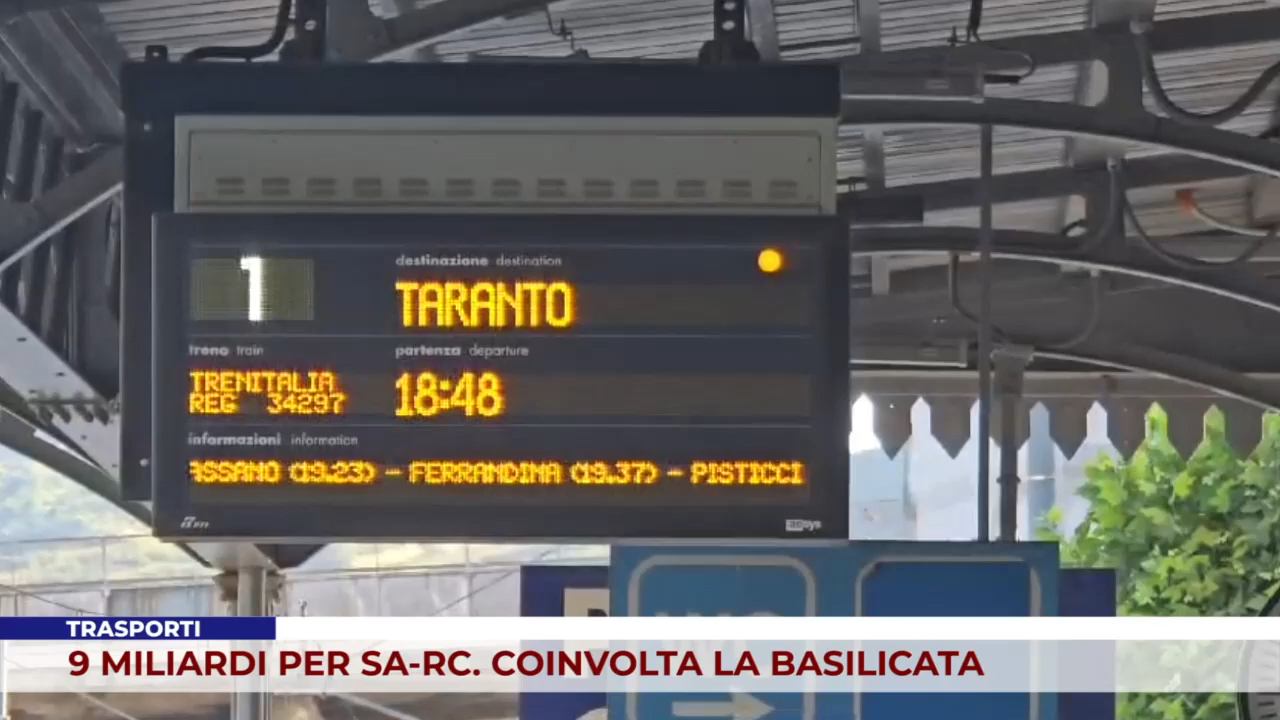 1
destinazione destination
TARANTO
treno train
partenza departure
TRENITALIA
REG 34297
18:48
informazioni information
ASSANO (19.23) - FERRANDINA (19.37) - PISTICCI
TRASPORTI
9 MILIARDI PER SA-RC. COINVOLTA LA BASILICATA